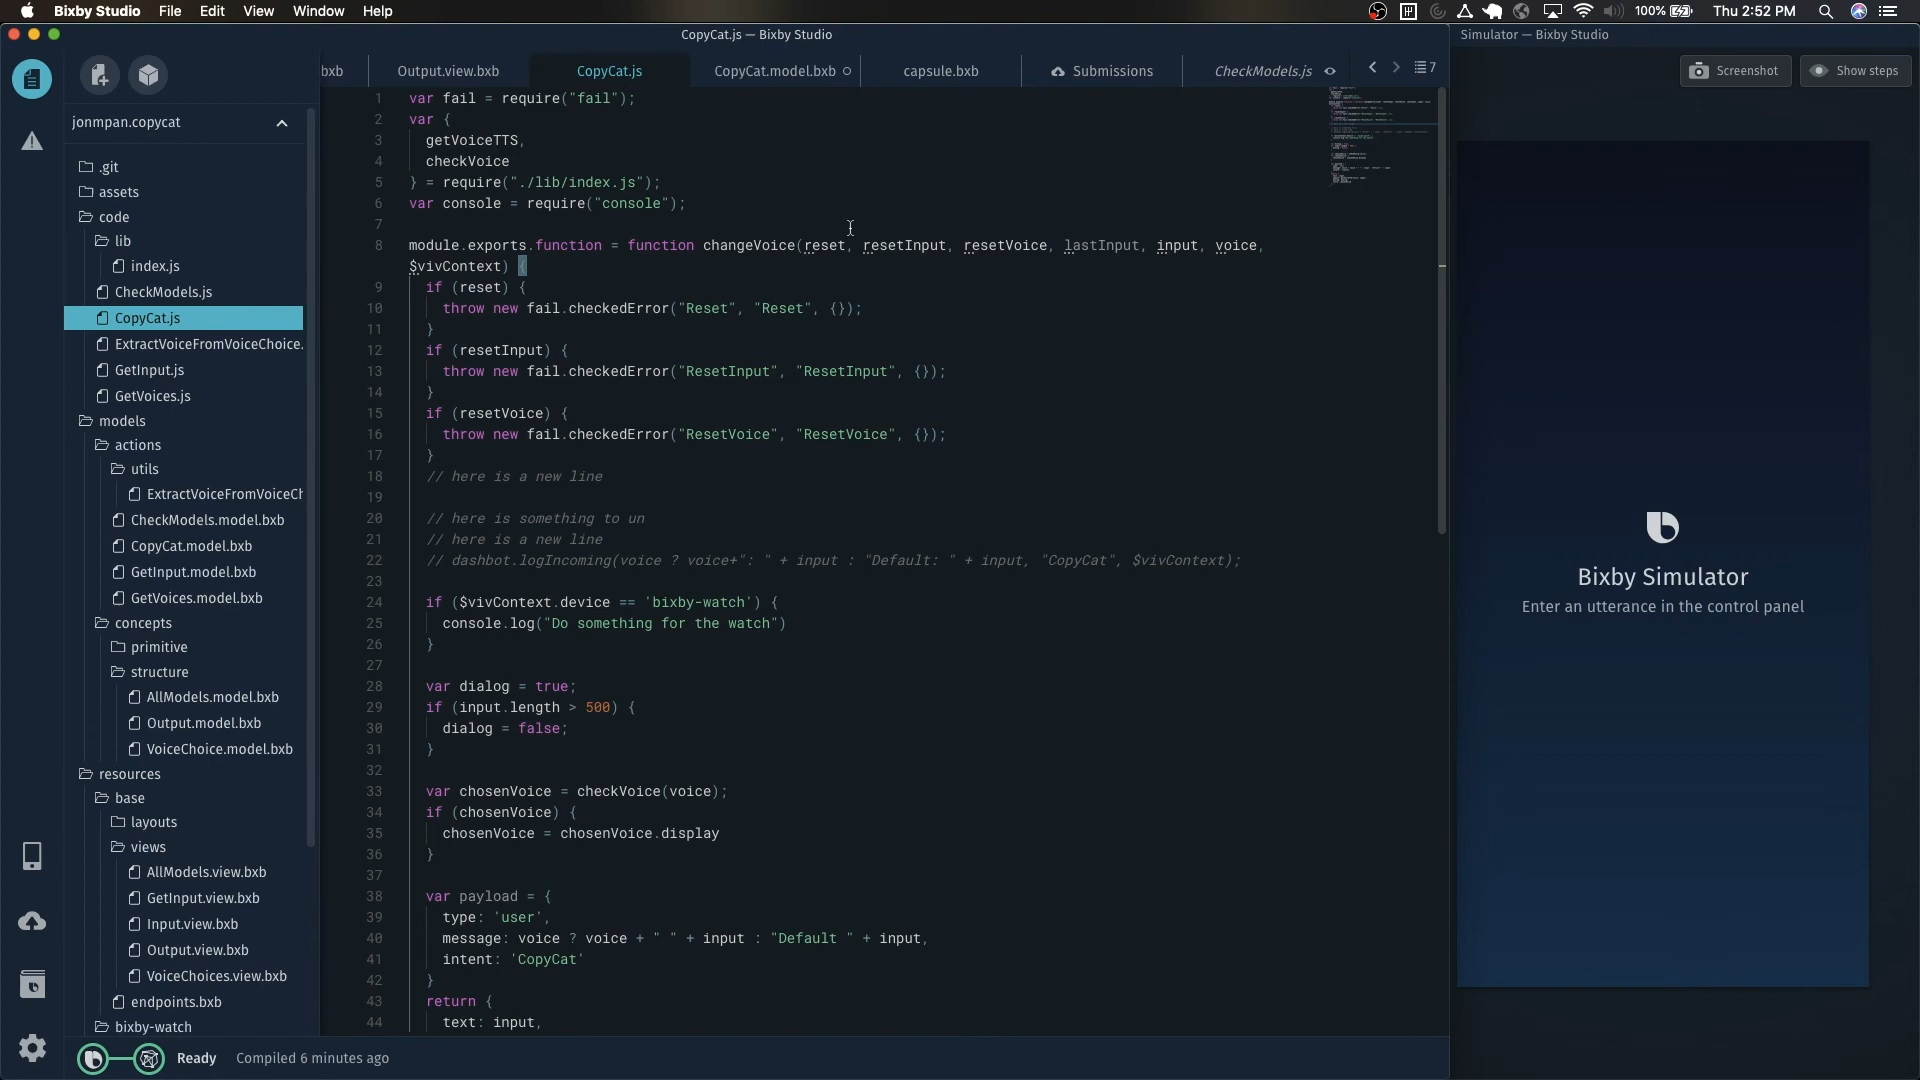 Bixby Studio File Edit View Window Help
100% Thu 2:52 PM
CopyCat.js — Bixby Studio
Simulator — Bixby Studio
bxb Output.view.bxb CopyCat.js CopyCat.model.bxb capsule.bxb Submissions CheckModels.js 7
Screenshot Show steps
jonmpan.copycat
.git
assets
code
lib
index.js
CheckModels.js
CopyCat.js
ExtractVoiceFromVoiceChoice.
GetInput.js
GetVoices.js
models
actions
utils
ExtractVoiceFromVoiceCh
CheckModels.model.bxb
CopyCat.model.bxb
GetInput.model.bxb
GetVoices.model.bxb
concepts
primitive
structure
AllModels.model.bxb
Output.model.bxb
VoiceChoice.model.bxb
resources
base
layouts
views
AllModels.view.bxb
GetInput.view.bxb
Input.view.bxb
Output.view.bxb
VoiceChoices.view.bxb
endpoints.bxb
bixby-watch
1 var fail = require("fail");
2 var {
3 getVoiceTTS,
4 checkVoice
5 } = require("./lib/index.js");
6 var console = require("console");
7
8 module.exports.function = function changeVoice(reset, resetInput, resetVoice, lastInput, input, voice,
$vivContext) {
9 if (reset) {
10 throw new fail.checkedError("Reset", "Reset", {});
11 }
12 if (resetInput) {
13 throw new fail.checkedError("ResetInput", "ResetInput", {});
14 }
15 if (resetVoice) {
16 throw new fail.checkedError("ResetVoice", "ResetVoice", {});
17 }
18 // here is a new line
19
20 // here is something to un
21 // here is a new line
22 // dashbot.logIncoming(voice ? voice+": " + input : "Default: " + input, "CopyCat", $vivContext);
23
24 if ($vivContext.device == 'bixby-watch') {
25 console.log("Do something for the watch")
26 }
27
28 var dialog = true;
29 if (input.length > 500) {
30 dialog = false;
31 }
32
33 var chosenVoice = checkVoice(voice);
34 if (chosenVoice) {
35 chosenVoice = chosenVoice.display
36 }
37
38 var payload = {
39 type: 'user',
40 message: voice ? voice + " " + input : "Default " + input,
41 intent: 'CopyCat'
42 }
43 return {
44 text: input,
Bixby Simulator
Enter an utterance in the control panel
Ready Compiled 6 minutes ago